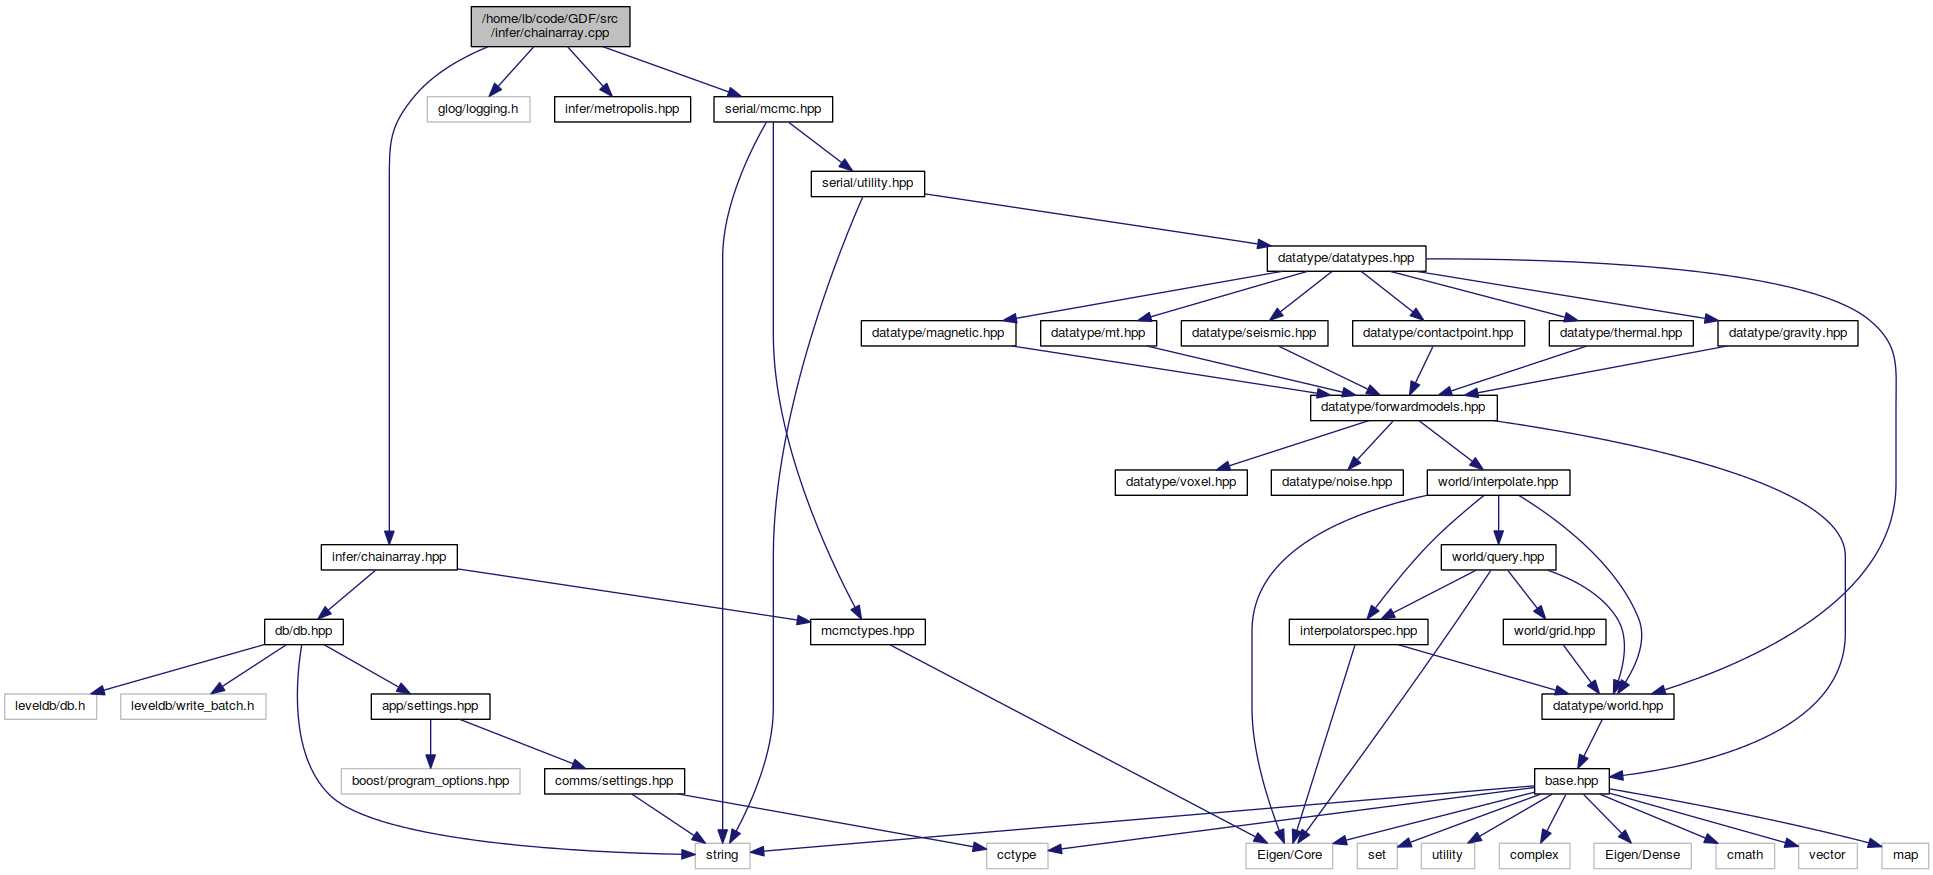 /home/lb/code/GDF/src
/infer/chainarray.cpp
glog/logging.h
infer/metropolis.hpp
serial/mcmc.hpp
serial/utility.hpp
datatype/datatypes.hpp
datatype/magnetic.hpp
datatype/mt.hpp
datatype/seismic.hpp
datatype/contactpoint.hpp
datatype/thermal.hpp
datatype/gravity.hpp
datatype/forwardmodels.hpp
datatype/voxel.hpp
datatype/noise.hpp
world/interpolate.hpp
infer/chainarray.hpp
world/query.hpp
db/db.hpp
mcmctypes.hpp
interpolatorspec.hpp
world/grid.hpp
leveldb/db.h
leveldb/write_batch.h
app/settings.hpp
datatype/world.hpp
boost/program_options.hpp
comms/settings.hpp
base.hpp
string
cctype
Eigen/Core
set
utility
complex
Eigen/Dense
cmath
vector
map